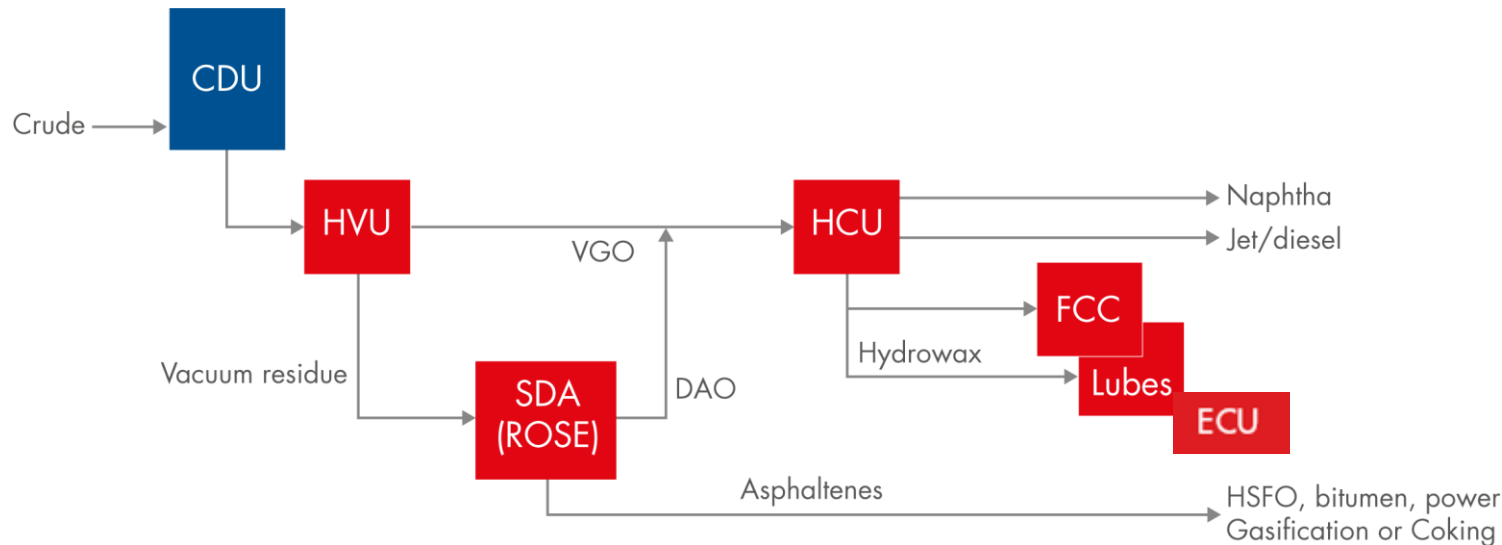 CDU
Crude
HVU
HCU
Naphtha
VGO
Jet/diesel
FCC
Hydrowax
Vacuum residue
SDA
(ROSE)
DAO
Lubes
ECU
Asphaltenes
HSFO, bitumen, power
Gasification or Coking